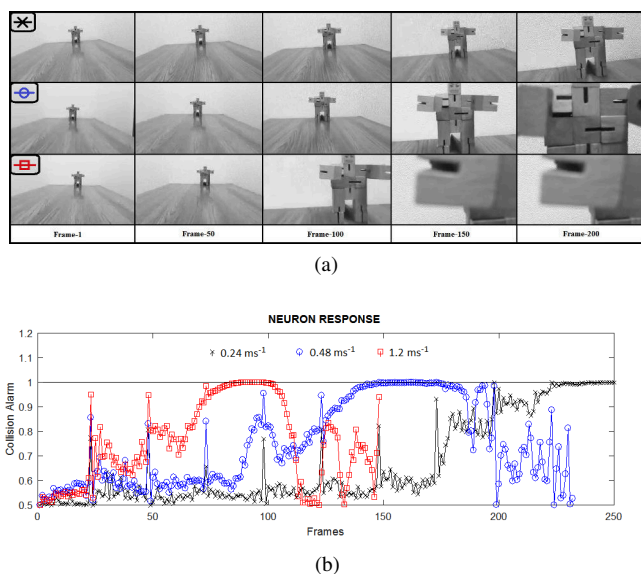 Frame-1 Frame-50 Frame-100 Frame-150 Frame-200
(a)
NEURON RESPONSE
0.24 ms-1 0.48 ms-1 1.2 ms-1
Collision Alarm
1.2
1.1
1
0.9
0.8
0.7
0.6
0.5
0 50 100 150 200 250
Frames
(b)